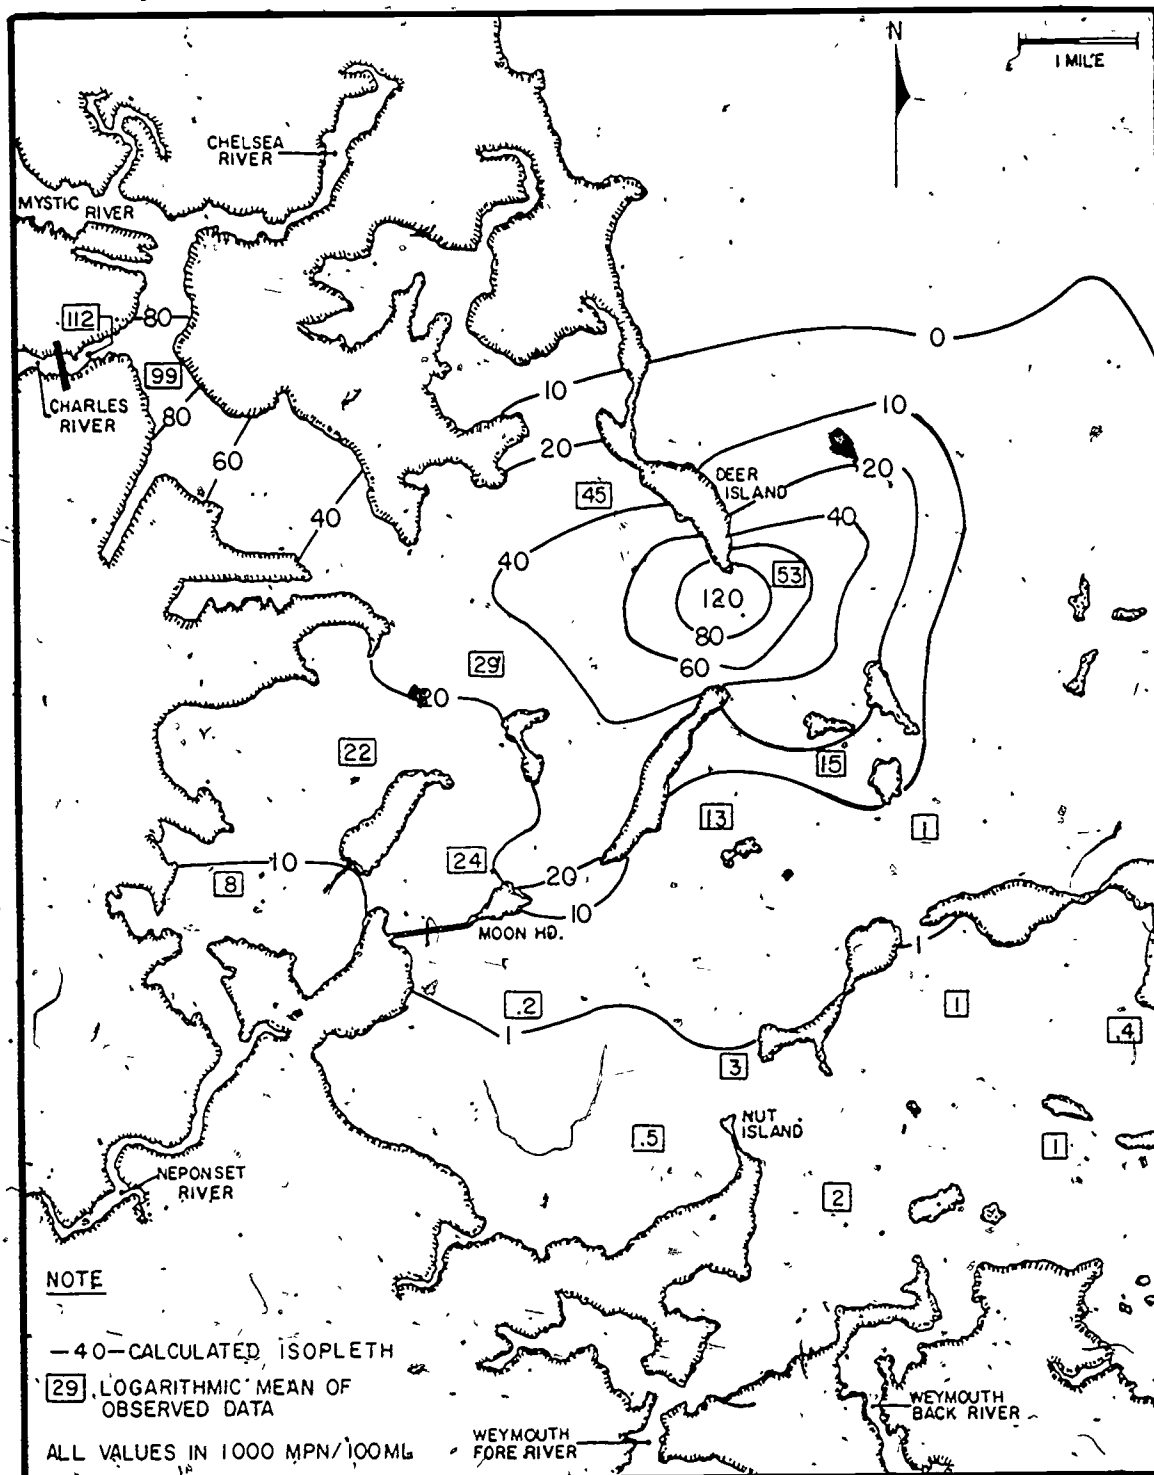 N
1 MILE
CHELSEA
RIVER
MYSTIC RIVER
112
80
0
99
10
10
CHARLES
RIVER
80
20
60
DEER
ISLAND
20
45
40
40
40
53
120
80
29
60
20
22
15
13
1
24
10
20
8
10
MOON HD.
1
.2
1
1
.4
3
NUT
ISLAND
.5
1
NEPONSET
RIVER
2
NOTE
—40—CALCULATED ISOPLETH
29 LOGARITHMIC MEAN OF
OBSERVED DATA
WEYMOUTH
BACK RIVER
ALL VALUES IN 1000 MPN/100ML
WEYMOUTH
FORE RIVER